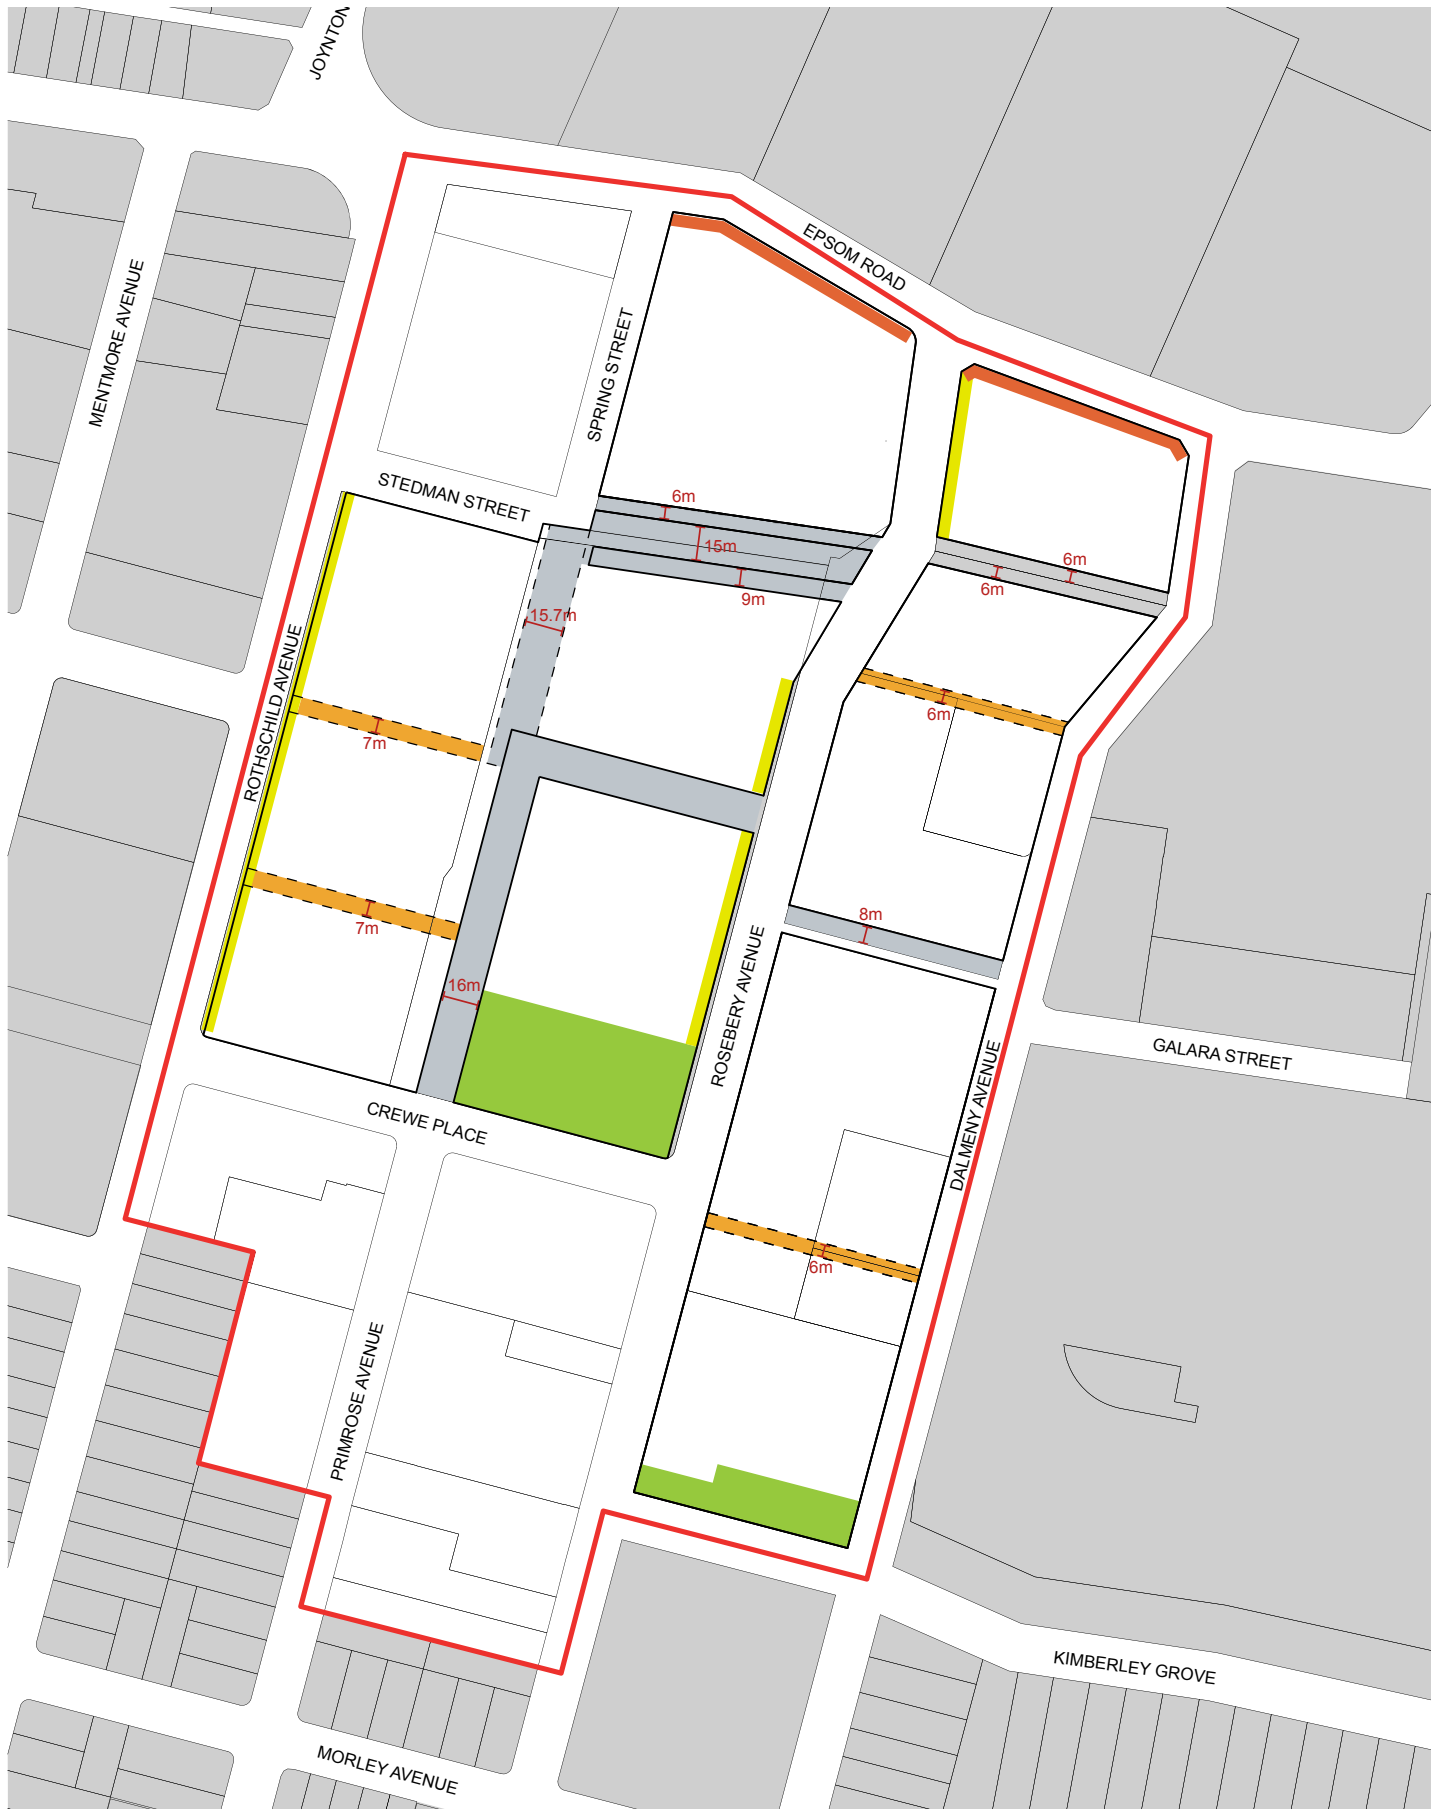 JOYNTON
EPSOM ROAD
MENTMORE AVENUE
SPRING STREET
STEDMAN STREET
6m
15m
9m
6m
6m
15.7m
ROTHSCHILD AVENUE
6m
7m
7m
8m
16m
ROSEBERY AVENUE
GALARA STREET
DALMENY AVENUE
CREWE PLACE
6m
PRIMROSE AVENUE
KIMBERLEY GROVE
MORLEY AVENUE